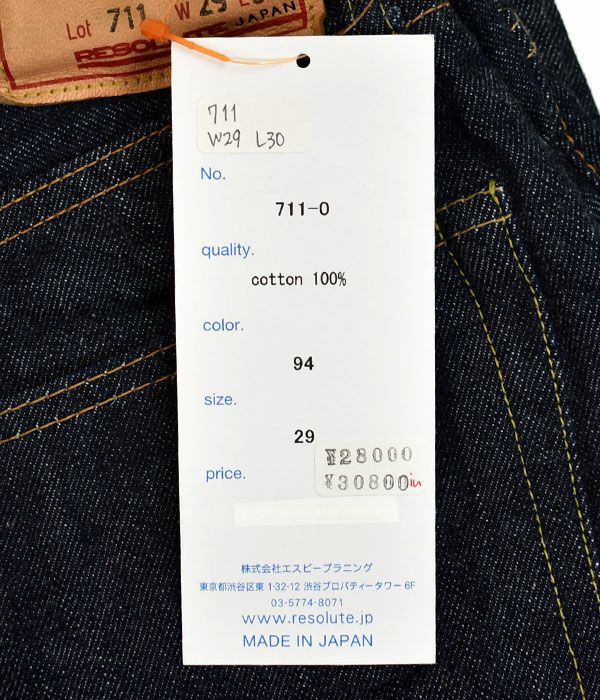 Lot 711 W 29 L
RESOLUTE JAPAN
711
W29 L30
No.
711-0
quality.
cotton 100%
color.
94
size.
29
¥28000
price.
¥30800in
株式会社エスピープラニング
東京都渋谷区東 1-32-12 渋谷プロパティータワー 6F
03-5774-8071
www.resolute.jp
MADE IN JAPAN